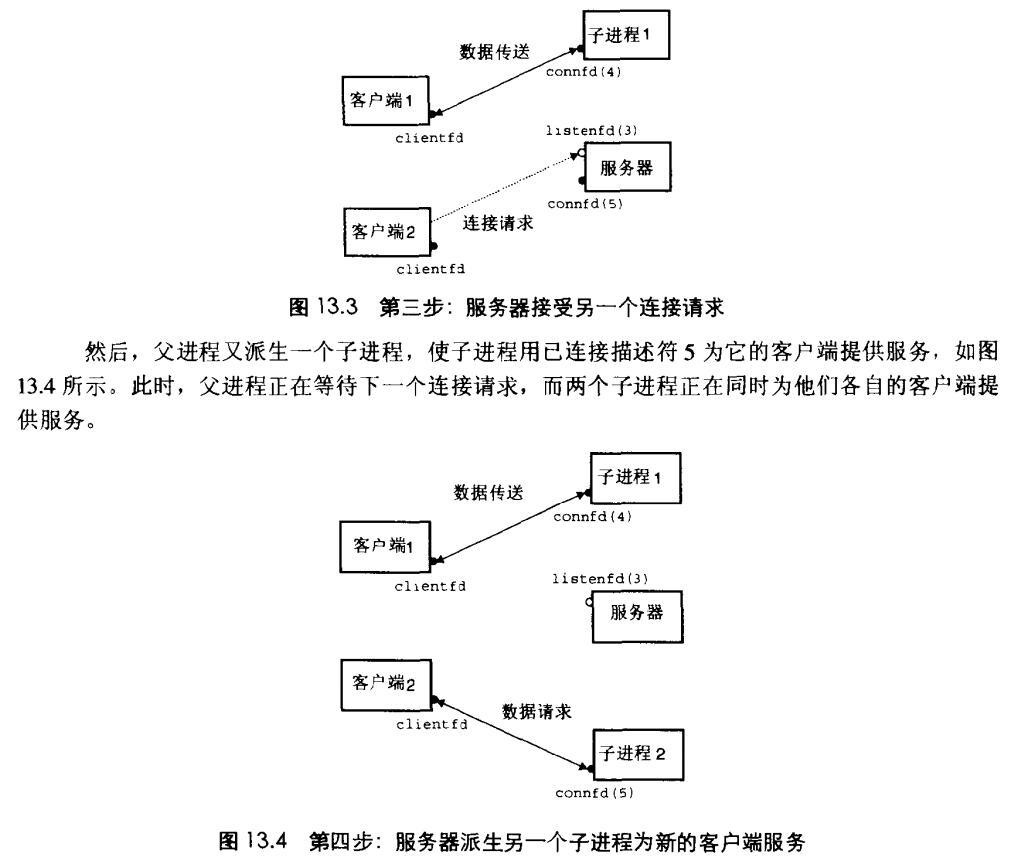 子进程1
数据传送
connfd(4)
客户端1
clientfd
listenfd(3)
服务器
connfd(5)
客户端2
连接请求
clientfd
图 13.3 第三步：服务器接受另一个连接请求
然后，父进程又派生一个子进程，使子进程用已连接描述符 5 为它的客户端提供服务，如图
13.4 所示。此时，父进程正在等待下一个连接请求，而两个子进程正在同时为他们各自的客户端提
供服务。
子进程1
数据传送
connfd(4)
客户端1
clientfd
listenfd(3)
服务器
客户端2
数据请求
clientfd
子进程2
connfd(5)
图 13.4 第四步：服务器派生另一个子进程为新的客户端服务